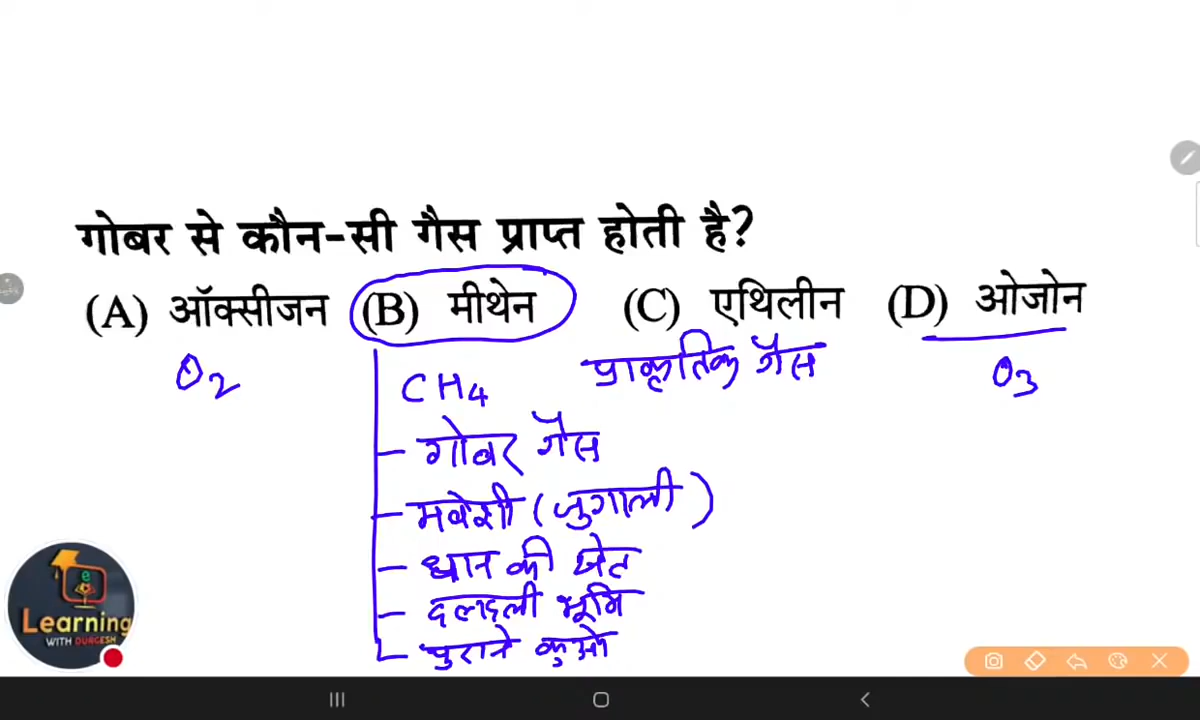 गोबर से कौन-सी गैस प्राप्त होती है?
(A) ऑक्सीजन (B) मीथेन (C) एथिलीन (D) ओजोन
O2 CH4 प्राकृतिक गैस O3
- गोबर गैस
- मवेशी (जुगाली)
- धान की खेत
- दलदली भूमि
- पुराने कुओ
e
Learning
WITH DURGESH